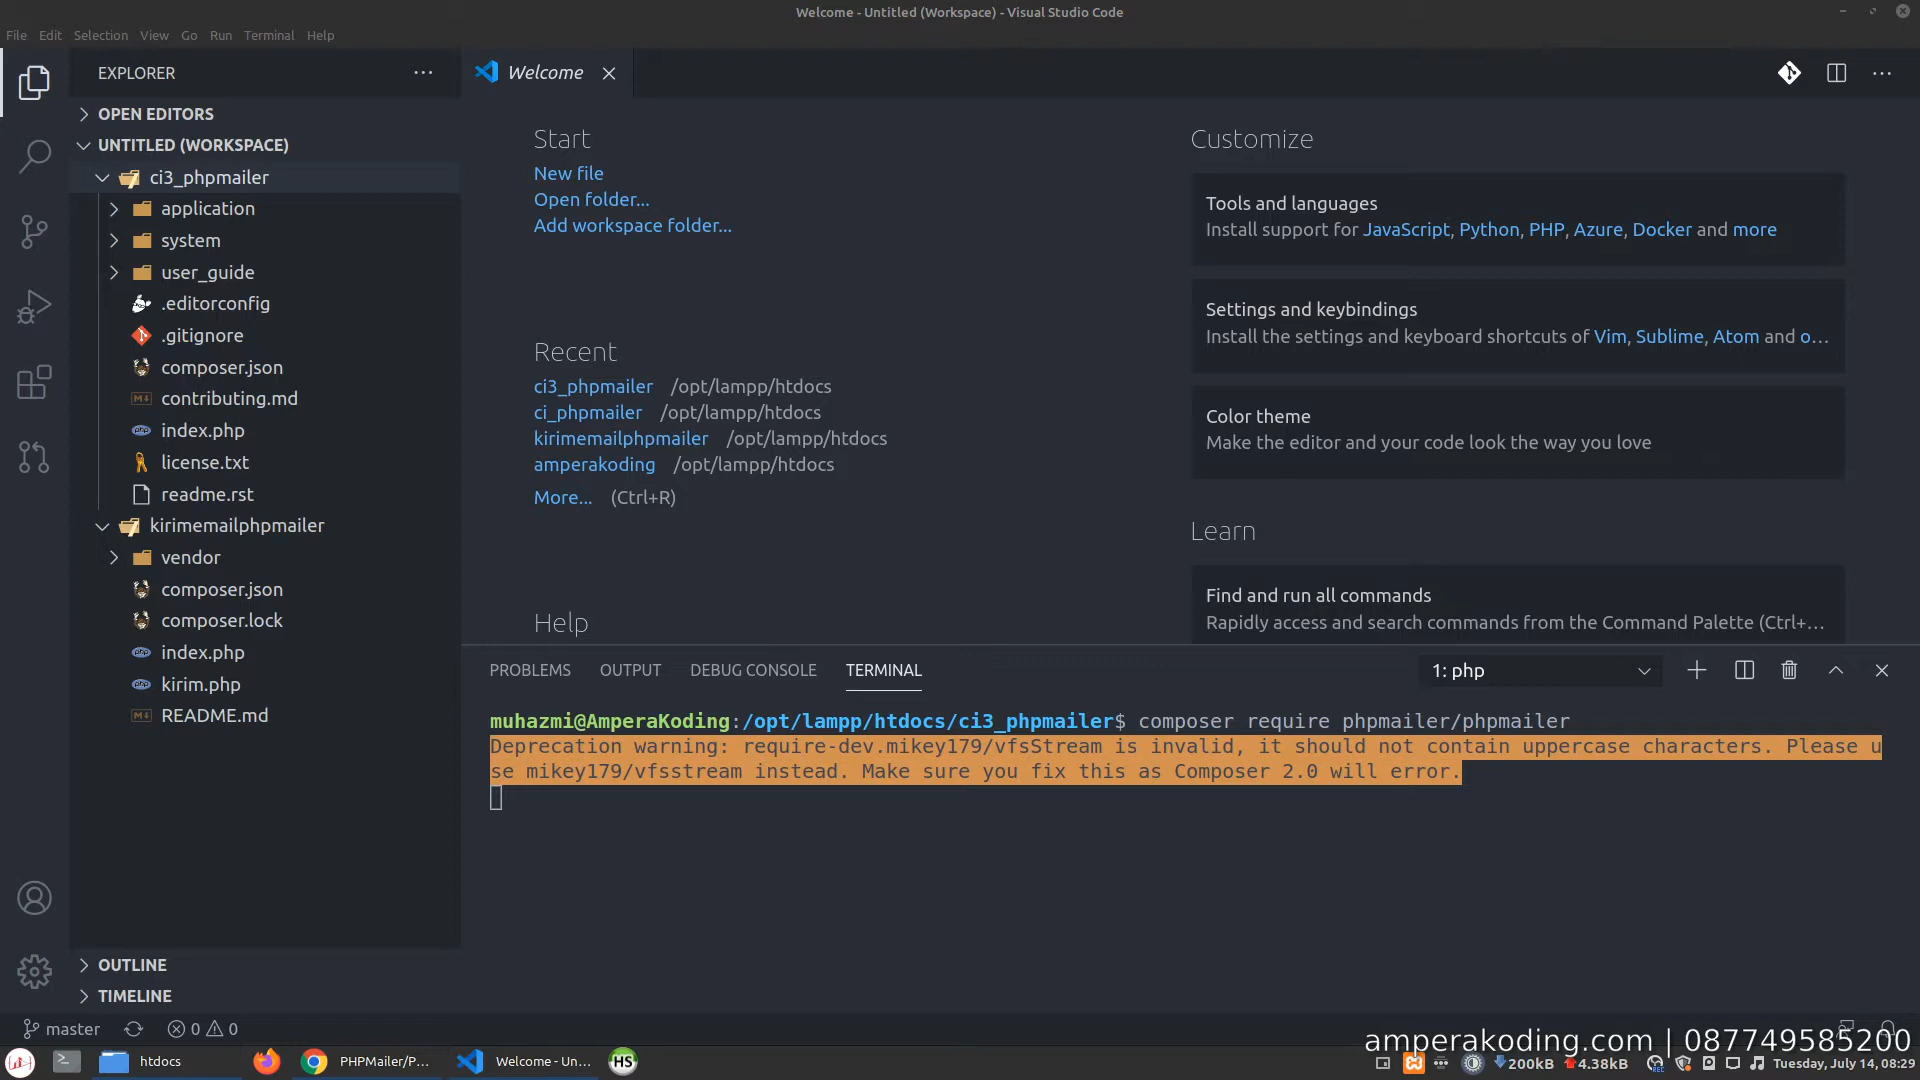 Welcome - Untitled (Workspace) - Visual Studio Code
File Edit Selection View Go Run Terminal Help
EXPLORER
OPEN EDITORS
UNTITLED (WORKSPACE)
ci3_phpmailer
application
system
user_guide
.editorconfig
.gitignore
composer.json
contributing.md
index.php
license.txt
readme.rst
kirimemailphpmailer
vendor
composer.json
composer.lock
index.php
kirim.php
README.md
OUTLINE
TIMELINE
Welcome
Start
New file
Open folder...
Add workspace folder...
Recent
ci3_phpmailer /opt/lampp/htdocs
ci_phpmailer /opt/lampp/htdocs
kirimemailphpmailer /opt/lampp/htdocs
amperakoding /opt/lampp/htdocs
More... (Ctrl+R)
Help
Customize
Tools and languages
Install support for JavaScript, Python, PHP, Azure, Docker and more
Settings and keybindings
Install the settings and keyboard shortcuts of Vim, Sublime, Atom and o...
Color theme
Make the editor and your code look the way you love
Learn
Find and run all commands
Rapidly access and search commands from the Command Palette (Ctrl+...
PROBLEMS OUTPUT DEBUG CONSOLE TERMINAL
1: php
muhazmi@AmperaKoding:/opt/lampp/htdocs/ci3_phpmailer$ composer require phpmailer/phpmailer
Deprecation warning: require-dev.mikey179/vfsStream is invalid, it should not contain uppercase characters. Please u
se mikey179/vfsstream instead. Make sure you fix this as Composer 2.0 will error.
master 0 0
amperakoding.com | 087749585200
htdocs PHPMailer/P... Welcome - Un... HS
200kB 4.38kB REC Tuesday, July 14, 08:29